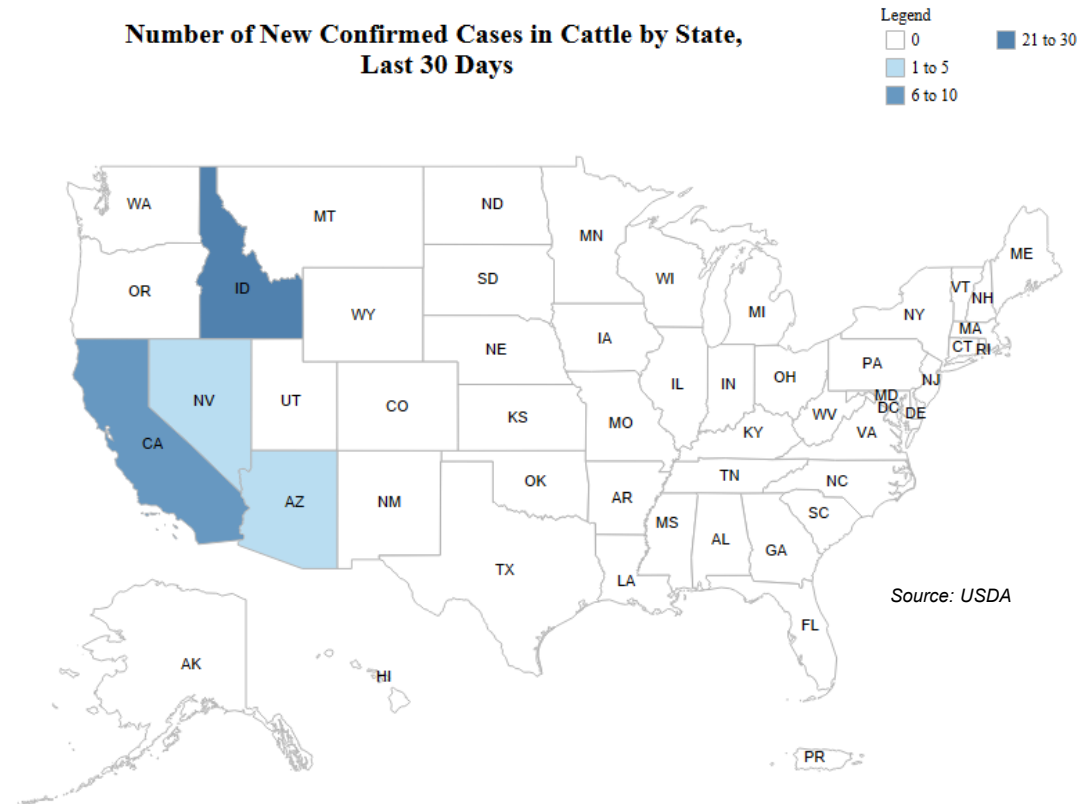 Number of New Confirmed Cases in Cattle by State,
Last 30 Days
Legend
0
21 to 30
1 to 5
6 to 10
WA
MT
ND
MN
ME
OR
ID
WY
SD
WI
MI
VT
NH
NY
MA
CT
RI
NE
IA
PA
NJ
NV
UT
CO
IL
IN
OH
MD
DC
DE
KS
MO
WV
VA
KY
CA
AZ
NM
OK
AR
TN
NC
SC
MS
AL
GA
TX
LA
Source: USDA
FL
AK
HI
PR